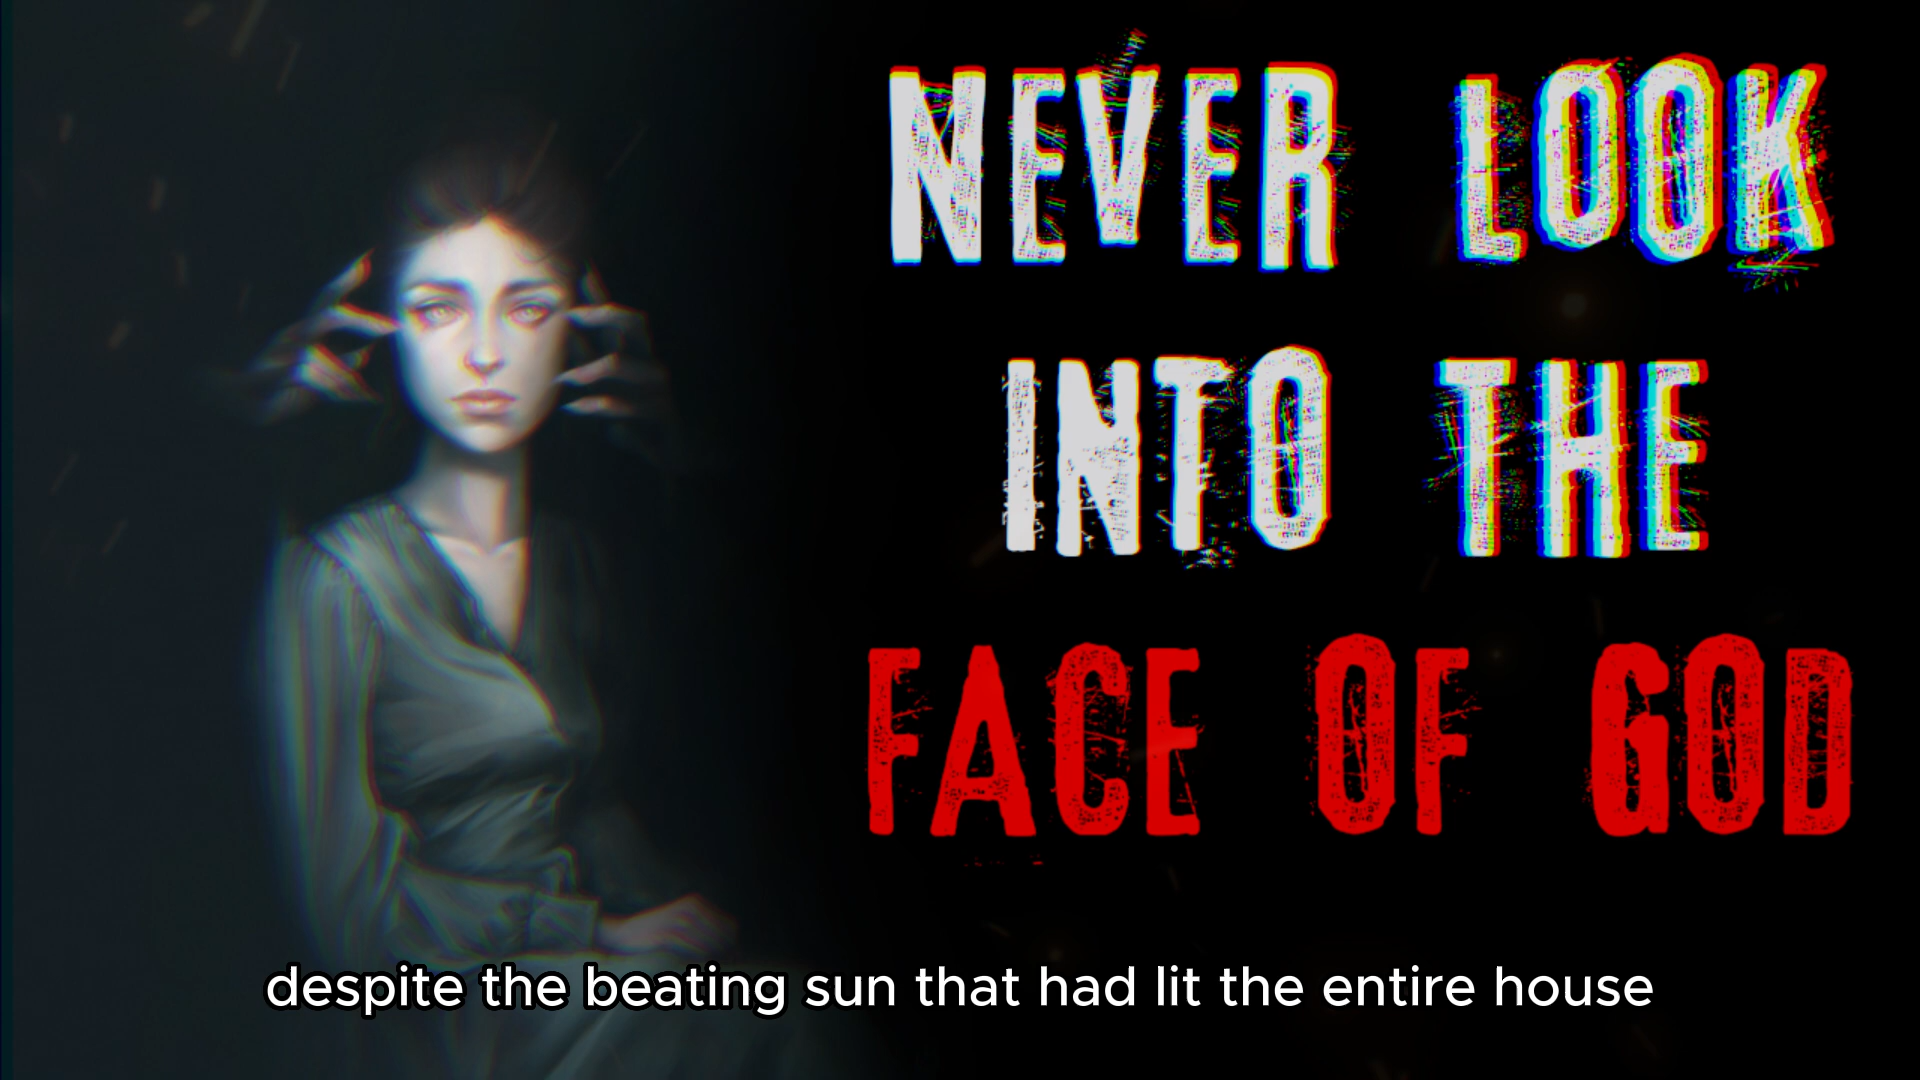 NEVER LOOK
INTO THE
FACE OF GOD
despite the beating sun that had lit the entire house